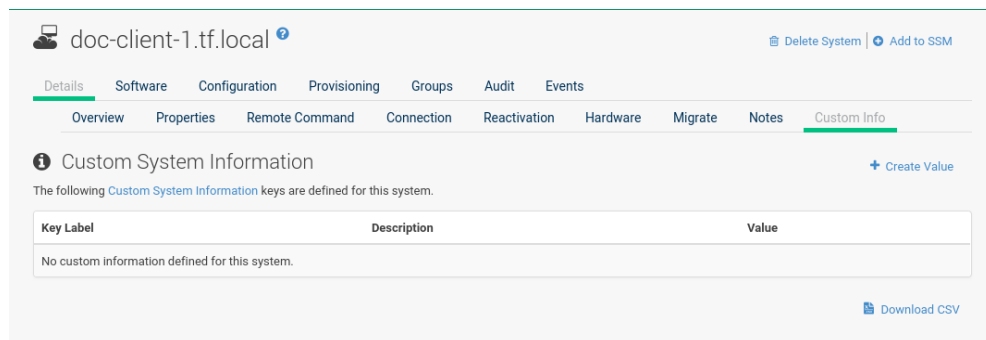 doc-client-1.tf.local ?
Delete System | Add to SSM
Details Software Configuration Provisioning Groups Audit Events
Overview Properties Remote Command Connection Reactivation Hardware Migrate Notes Custom Info
Custom System Information
+ Create Value
The following Custom System Information keys are defined for this system.
Key Label Description Value
No custom information defined for this system.
Download CSV